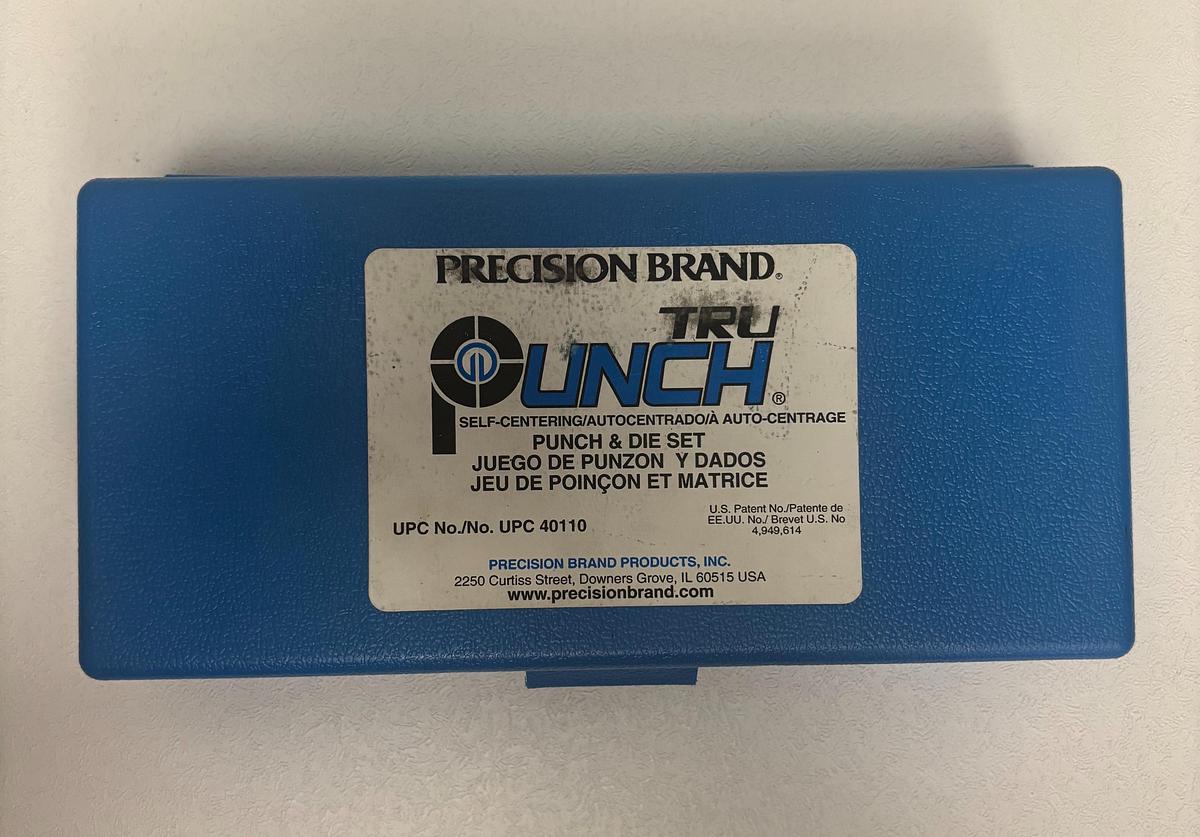 PRECISION BRAND®
TRU
PUNCH®
SELF-CENTERING/AUTOCENTRADO/À AUTO-CENTRAGE
PUNCH & DIE SET
JUEGO DE PUNZON Y DADOS
JEU DE POINÇON ET MATRICE
UPC No./No. UPC 40110
U.S. Patent No./Patente de
EE.UU. No./ Brevet U.S. No
4,949,614
PRECISION BRAND PRODUCTS, INC.
2250 Curtiss Street, Downers Grove, IL 60515 USA
www.precisionbrand.com